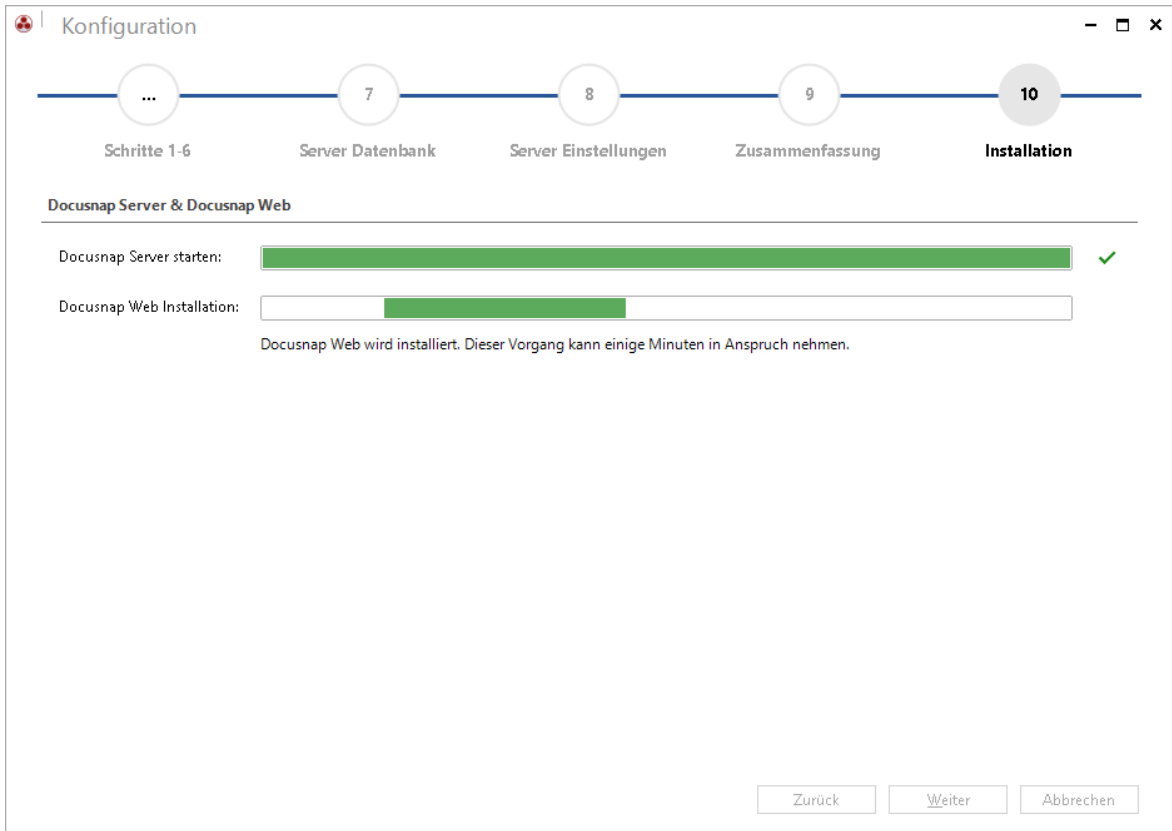 Konfiguration
... 7 8 9 10
Schritte 1-6 Server Datenbank Server Einstellungen Zusammenfassung Installation
Docusnap Server & Docusnap Web
Docusnap Server starten:
Docusnap Web Installation:
Docusnap Web wird installiert. Dieser Vorgang kann einige Minuten in Anspruch nehmen.
Zurück Weiter Abbrechen